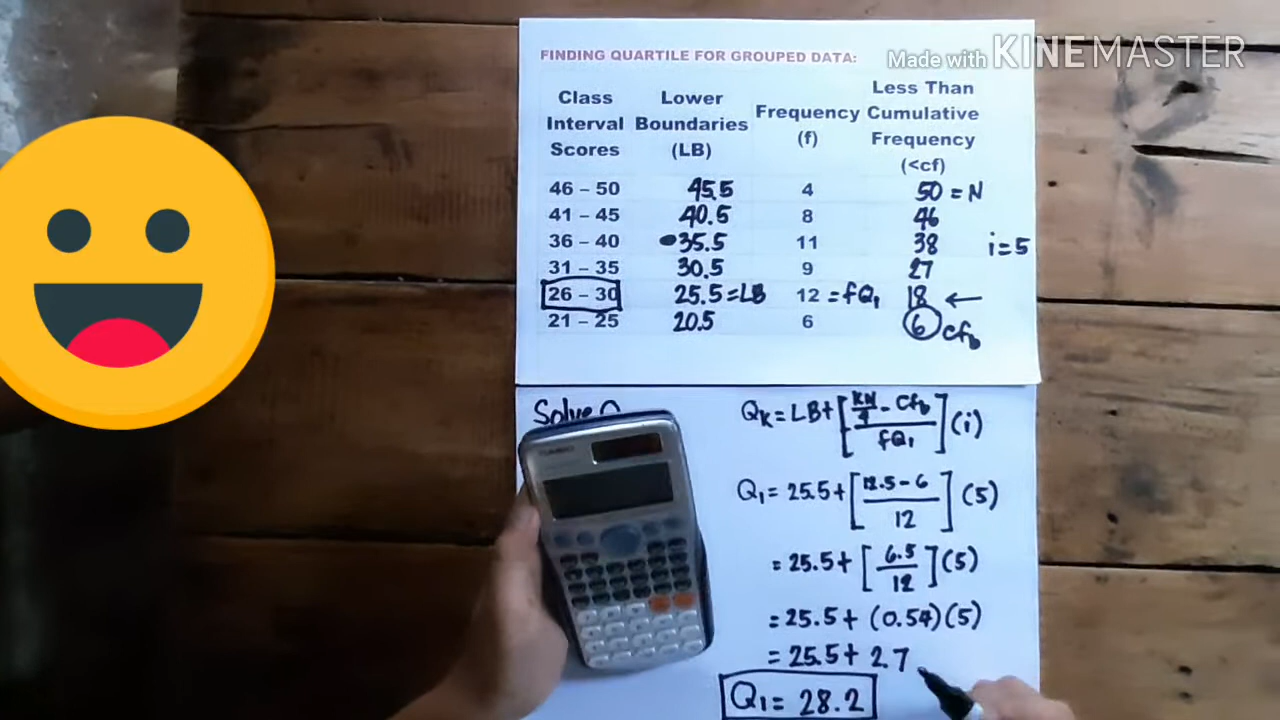 Made with KINEMASTER
FINDING QUARTILE FOR GROUPED DATA:
Class Interval Scores Lower Boundaries (LB) Frequency (f) Less Than Cumulative Frequency (<cf)
46 – 50 45.5 4 50 = N
41 – 45 40.5 8 46
36 – 40 35.5 11 38 i = 5
31 – 35 30.5 9 27
26 – 30 25.5 = LB 12 = fQ₁ 18 ←
21 – 25 20.5 6 6 cfb
Solve
Qk = LB + [(kN/4 - cfb)/fQ₁] (i)
Q₁ = 25.5 + [(12.5 - 6)/12] (5)
= 25.5 + [6.5/12] (5)
= 25.5 + (0.54)(5)
= 25.5 + 2.7
Q₁ = 28.2